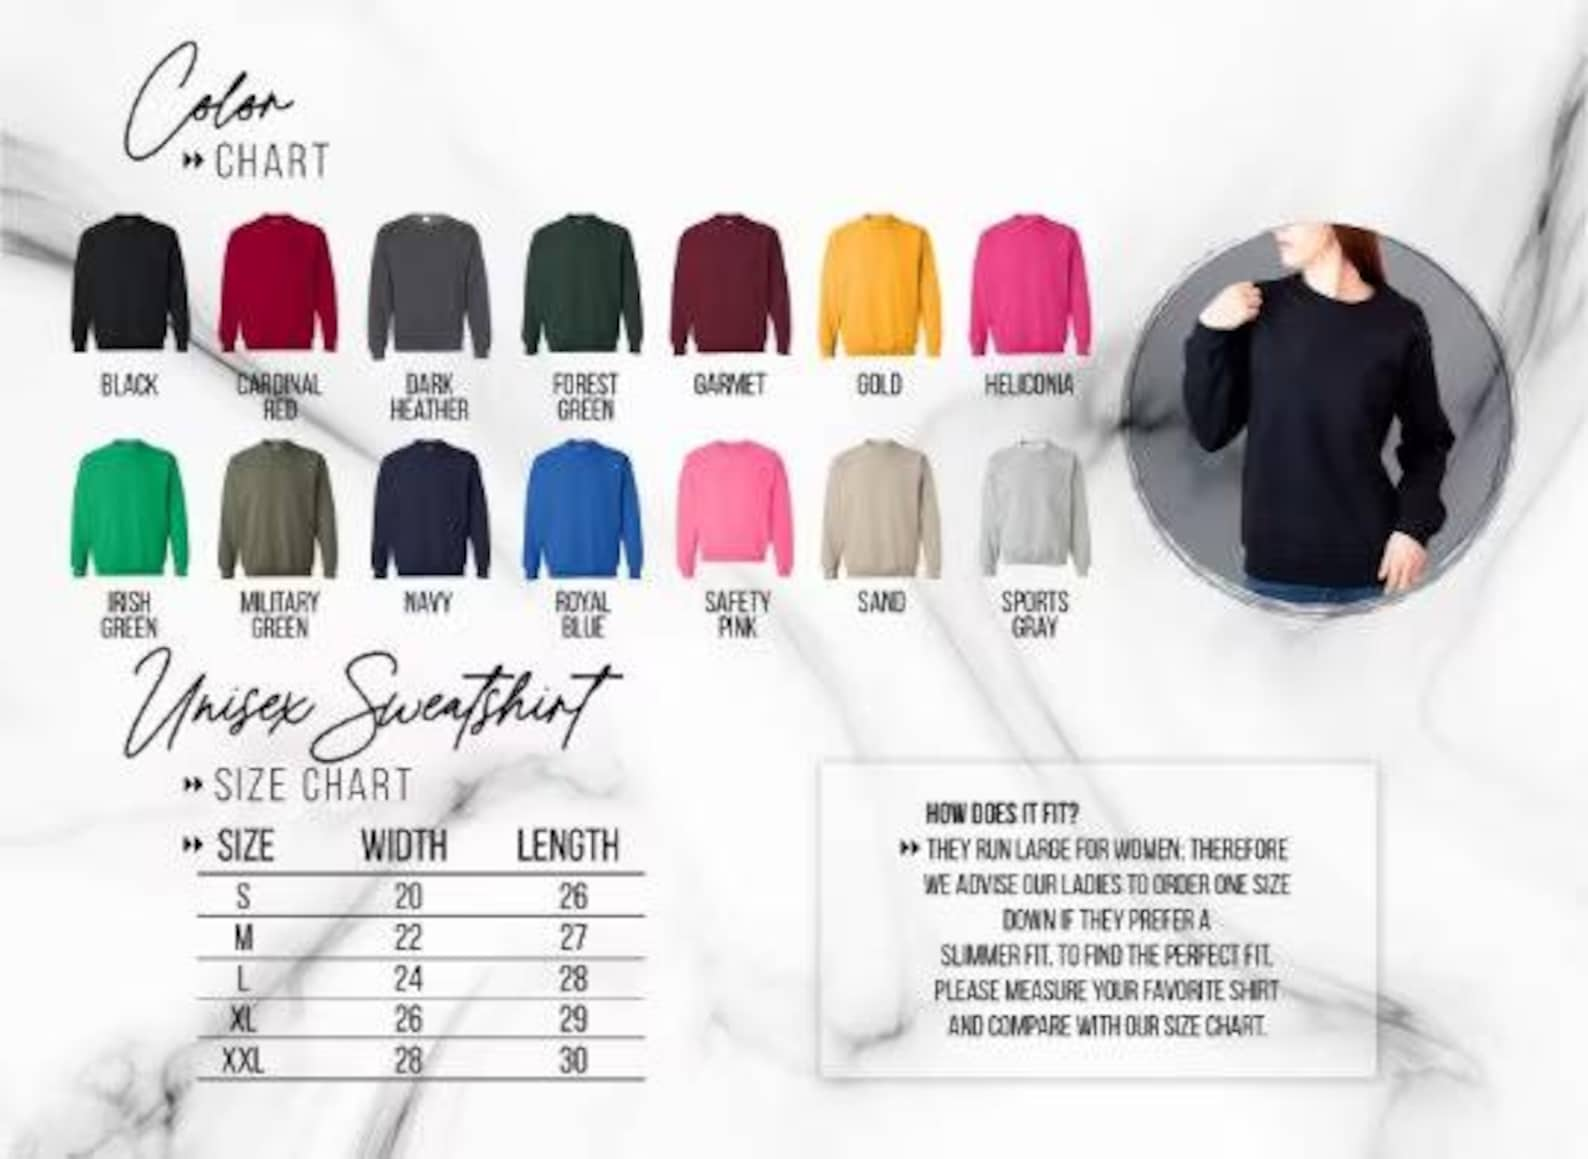 Color
CHART
BLACK CARDINAL RED DARK HEATHER FOREST GREEN GARMET GOLD HELICONIA
IRISH GREEN MILITARY GREEN NAVY ROYAL BLUE SAFETY PINK SAND SPORTS GRAY
Unisex Sweatshirt
SIZE CHART
SIZE WIDTH LENGTH
S 20 26
M 22 27
L 24 28
XL 26 29
XXL 28 30
HOW DOES IT FIT?
THEY RUN LARGE FOR WOMEN; THEREFORE
WE ADVISE OUR LADIES TO ORDER ONE SIZE
DOWN IF THEY PREFER A
SLIMMER FIT. TO FIND THE PERFECT FIT,
PLEASE MEASURE YOUR FAVORITE SHIRT
AND COMPARE WITH OUR SIZE CHART.